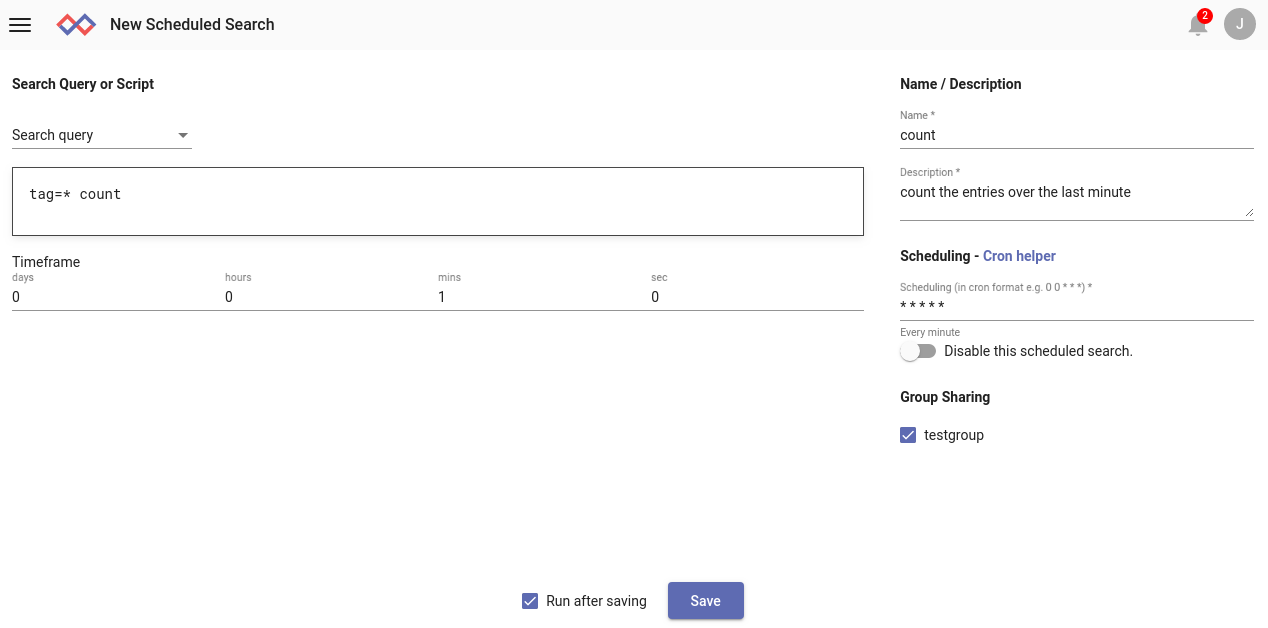 New Scheduled Search
2
J
Search Query or Script
Search query
tag=* count
Timeframe
days hours mins sec
0 0 1 0
Name / Description
Name *
count
Description *
count the entries over the last minute
Scheduling - Cron helper
Scheduling (in cron format e.g. 0 0 * * *) *
* * * * *
Every minute
Disable this scheduled search.
Group Sharing
testgroup
Run after saving
Save